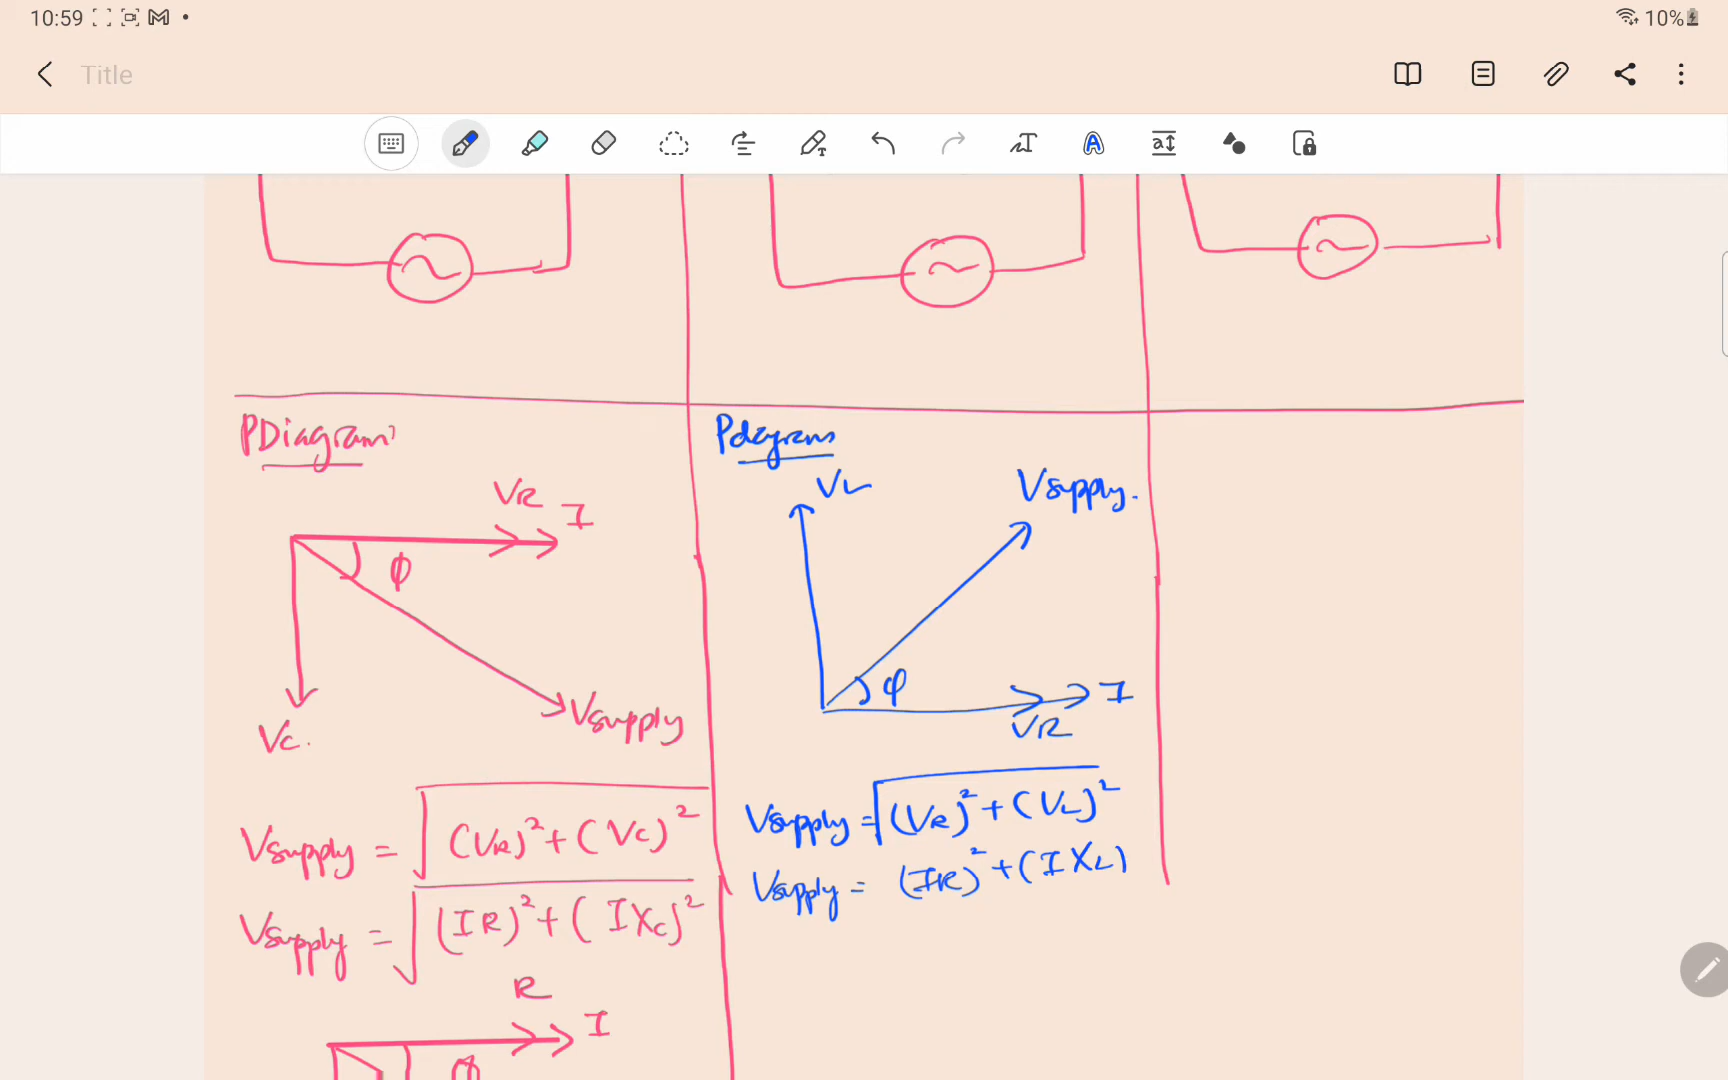 10:59
10%
Title
PDiagram
VR I
ϕ
Vsupply
Vc.
Vsupply = √(VR)²+(Vc)²
Vsupply = √(IR)²+(IXc)²
R
I
ϕ
Pdagrams
VL
Vsupply.
φ
I
VR
Vsupply = √(VR)²+(VL)²
Vsupply = (IR)²+(IXL)